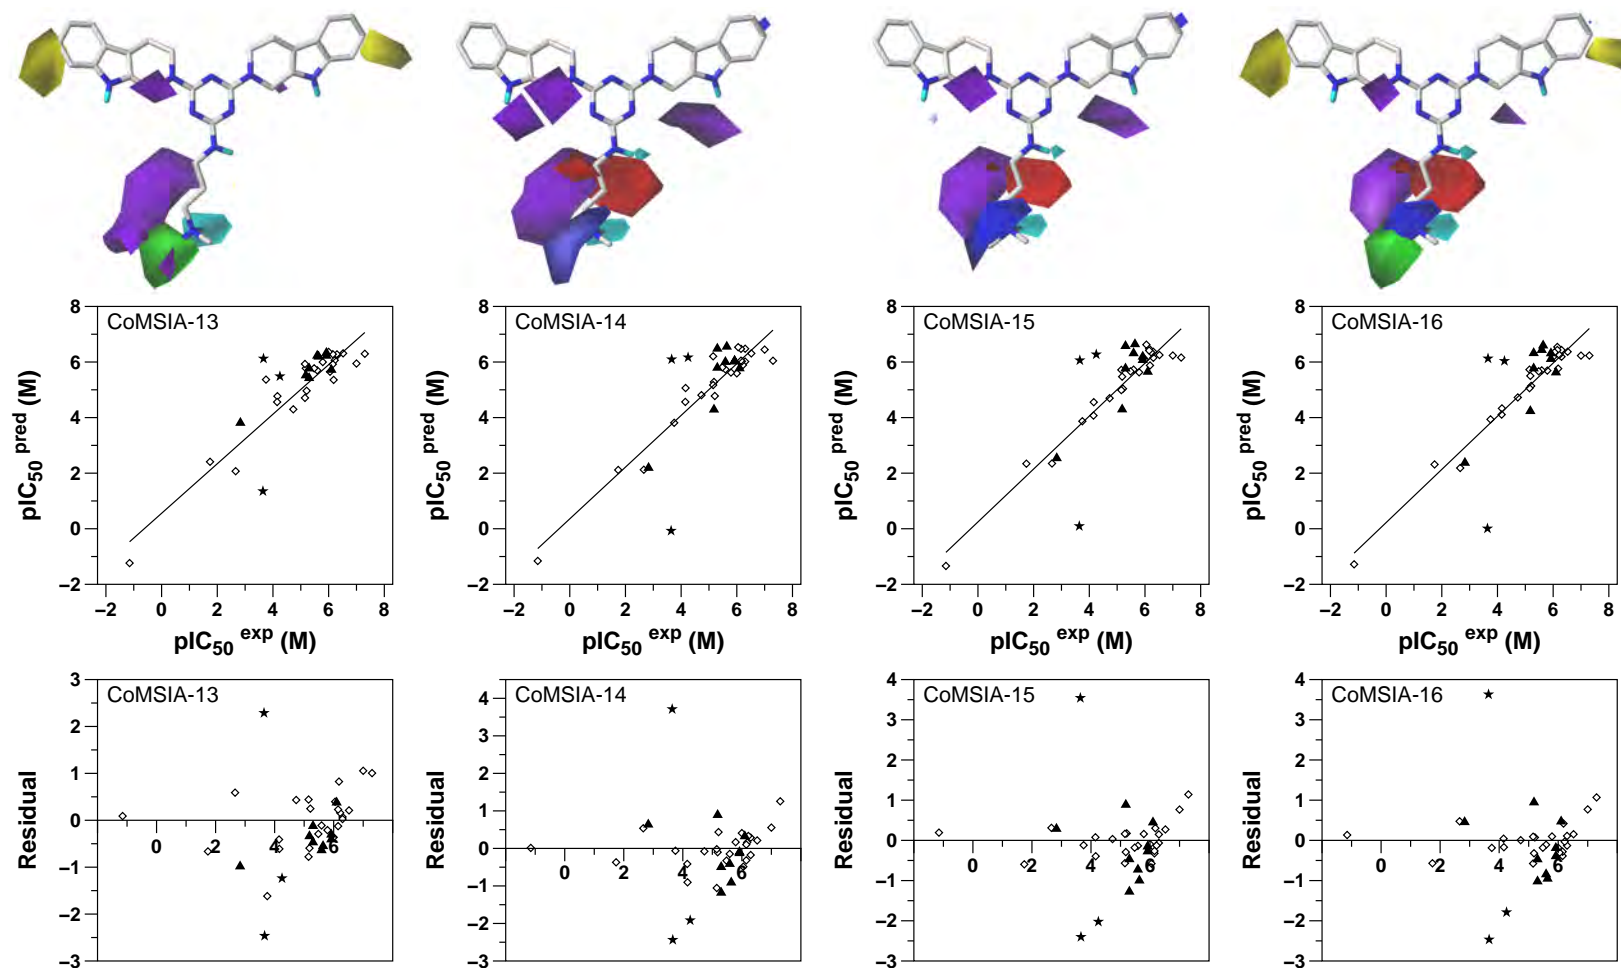 8 CoMSIA-13
6
4
2
0
−2
−2 0 2 4 6 8
pIC50 pred (M)
pIC50 exp (M)
8 CoMSIA-14
6
4
2
0
−2
−2 0 2 4 6 8
pIC50 pred (M)
pIC50 exp (M)
8 CoMSIA-15
6
4
2
0
−2
−2 0 2 4 6 8
pIC50 pred (M)
pIC50 exp (M)
8 CoMSIA-16
6
4
2
0
−2
−2 0 2 4 6 8
pIC50 pred (M)
pIC50 exp (M)
3 CoMSIA-13
2
1
0
0 2 4 6
−1
−2
−3
Residual
4 CoMSIA-14
3
2
1
0
0 2 4 6
−1
−2
−3
Residual
4 CoMSIA-15
3
2
1
0
0 2 4 6
−1
−2
−3
Residual
4 CoMSIA-16
3
2
1
0
0 2 4 6
−1
−2
−3
Residual